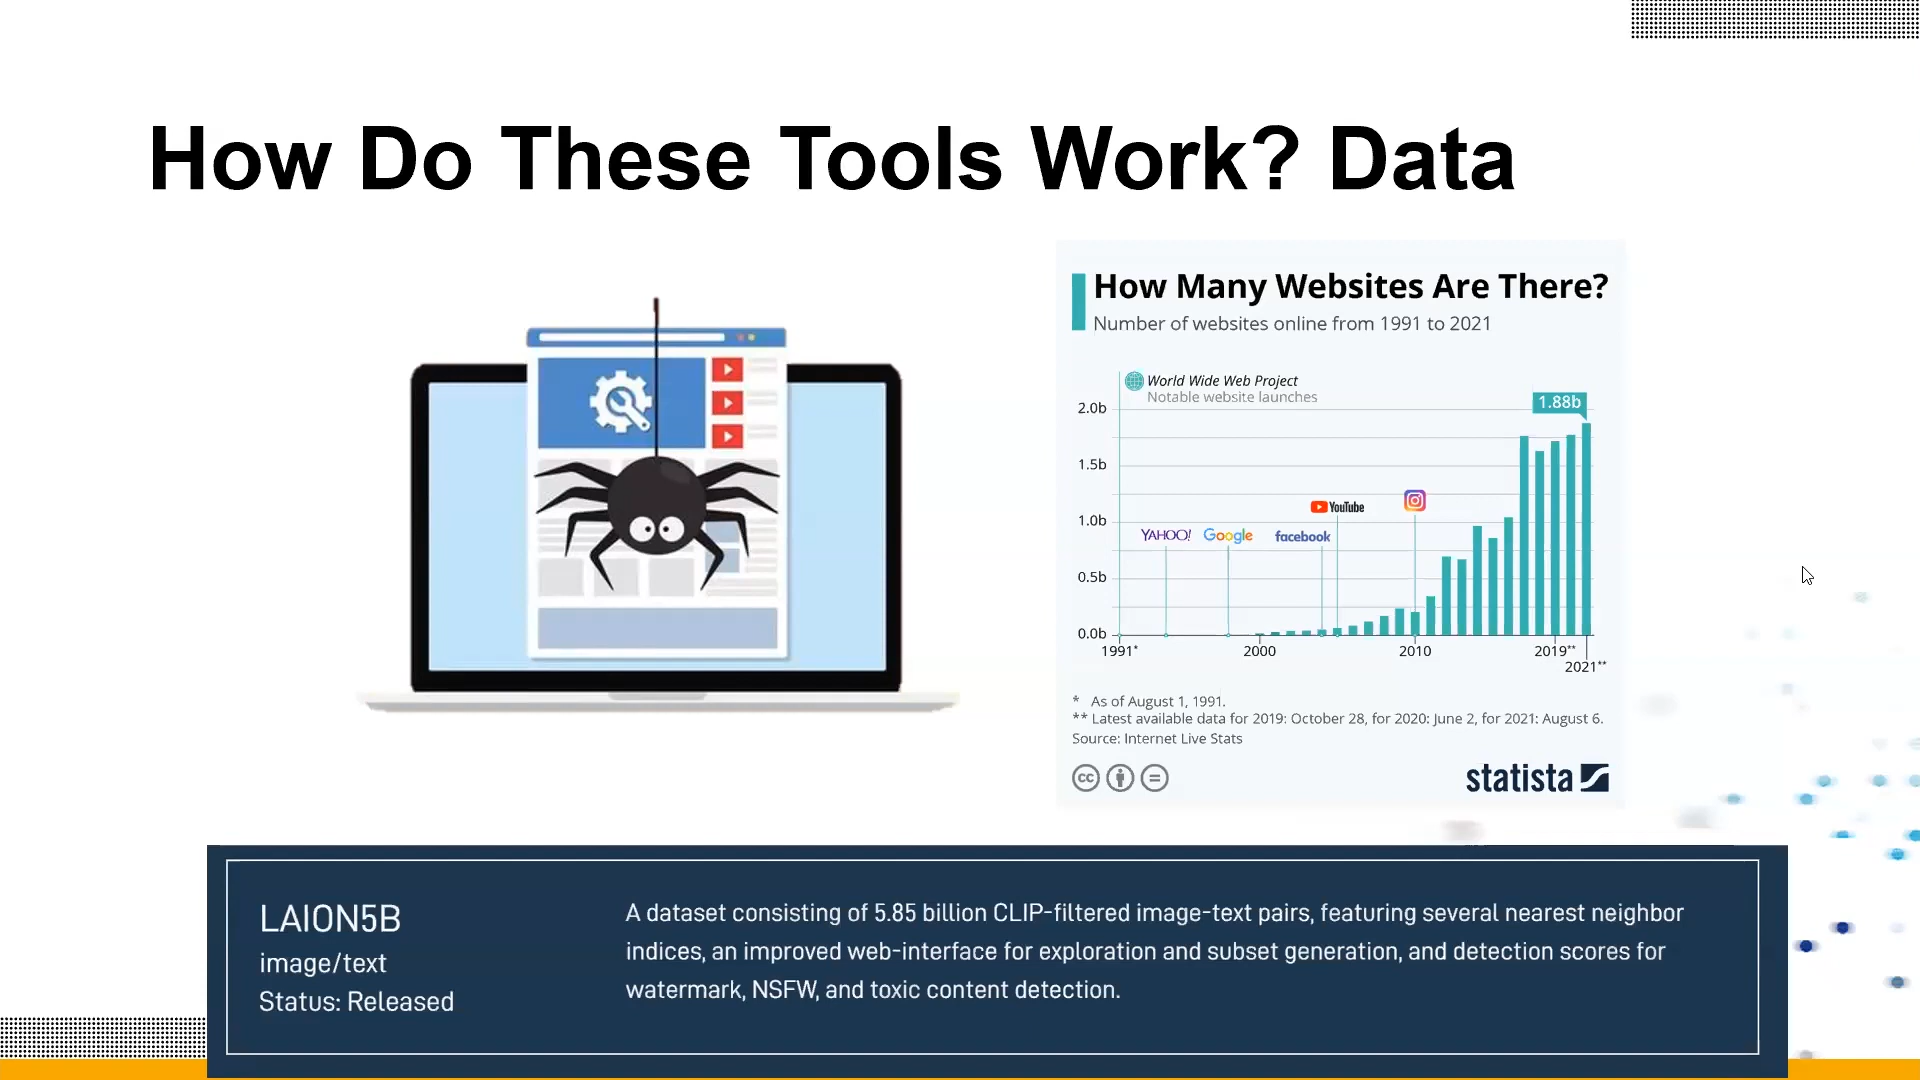 How Do These Tools Work? Data
How Many Websites Are There?
Number of websites online from 1991 to 2021
World Wide Web Project
Notable website launches
2.0b
1.88b
1.5b
YouTube
1.0b
YAHOO!
Google
facebook
0.5b
0.0b
1991*
2000
2010
2019**
2021**
* As of August 1, 1991.
** Latest available data for 2019: October 28, for 2020: June 2, for 2021: August 6.
Source: Internet Live Stats
cc
statista
LAION5B
image/text
Status: Released
A dataset consisting of 5.85 billion CLIP-filtered image-text pairs, featuring several nearest neighbor
indices, an improved web-interface for exploration and subset generation, and detection scores for
watermark, NSFW, and toxic content detection.